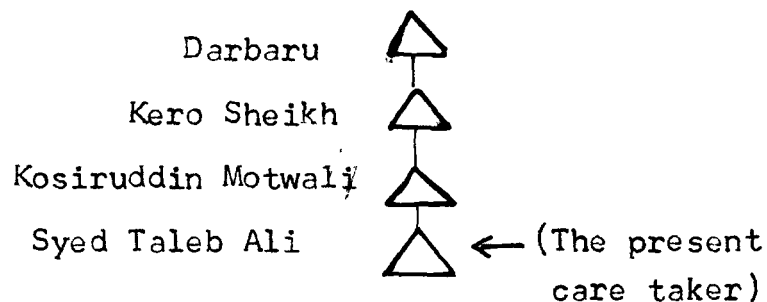 Darbaru
Kero Sheikh
Kosiruddin Motwali
Syed Taleb Ali ← (The present
care taker)